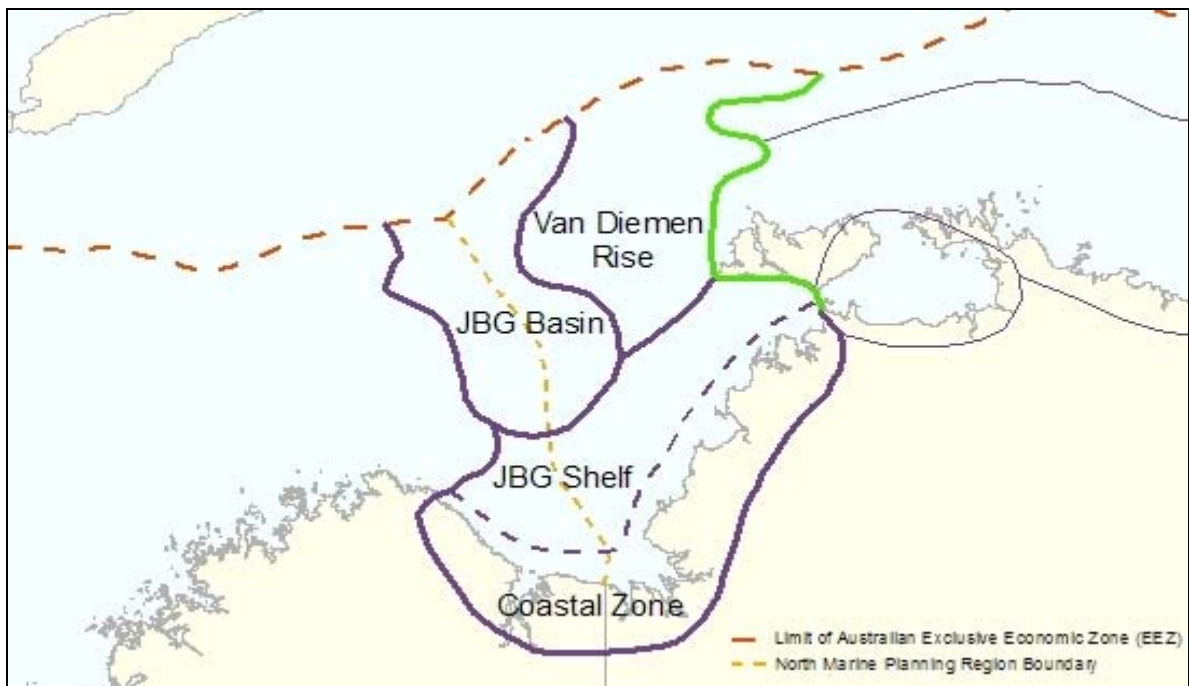 Van Diemen
Rise
JBG Basin
JBG Shelf
Coastal Zone
Limit of Australian Exclusive Economic Zone (EEZ)
North Marine Planning Region Boundary